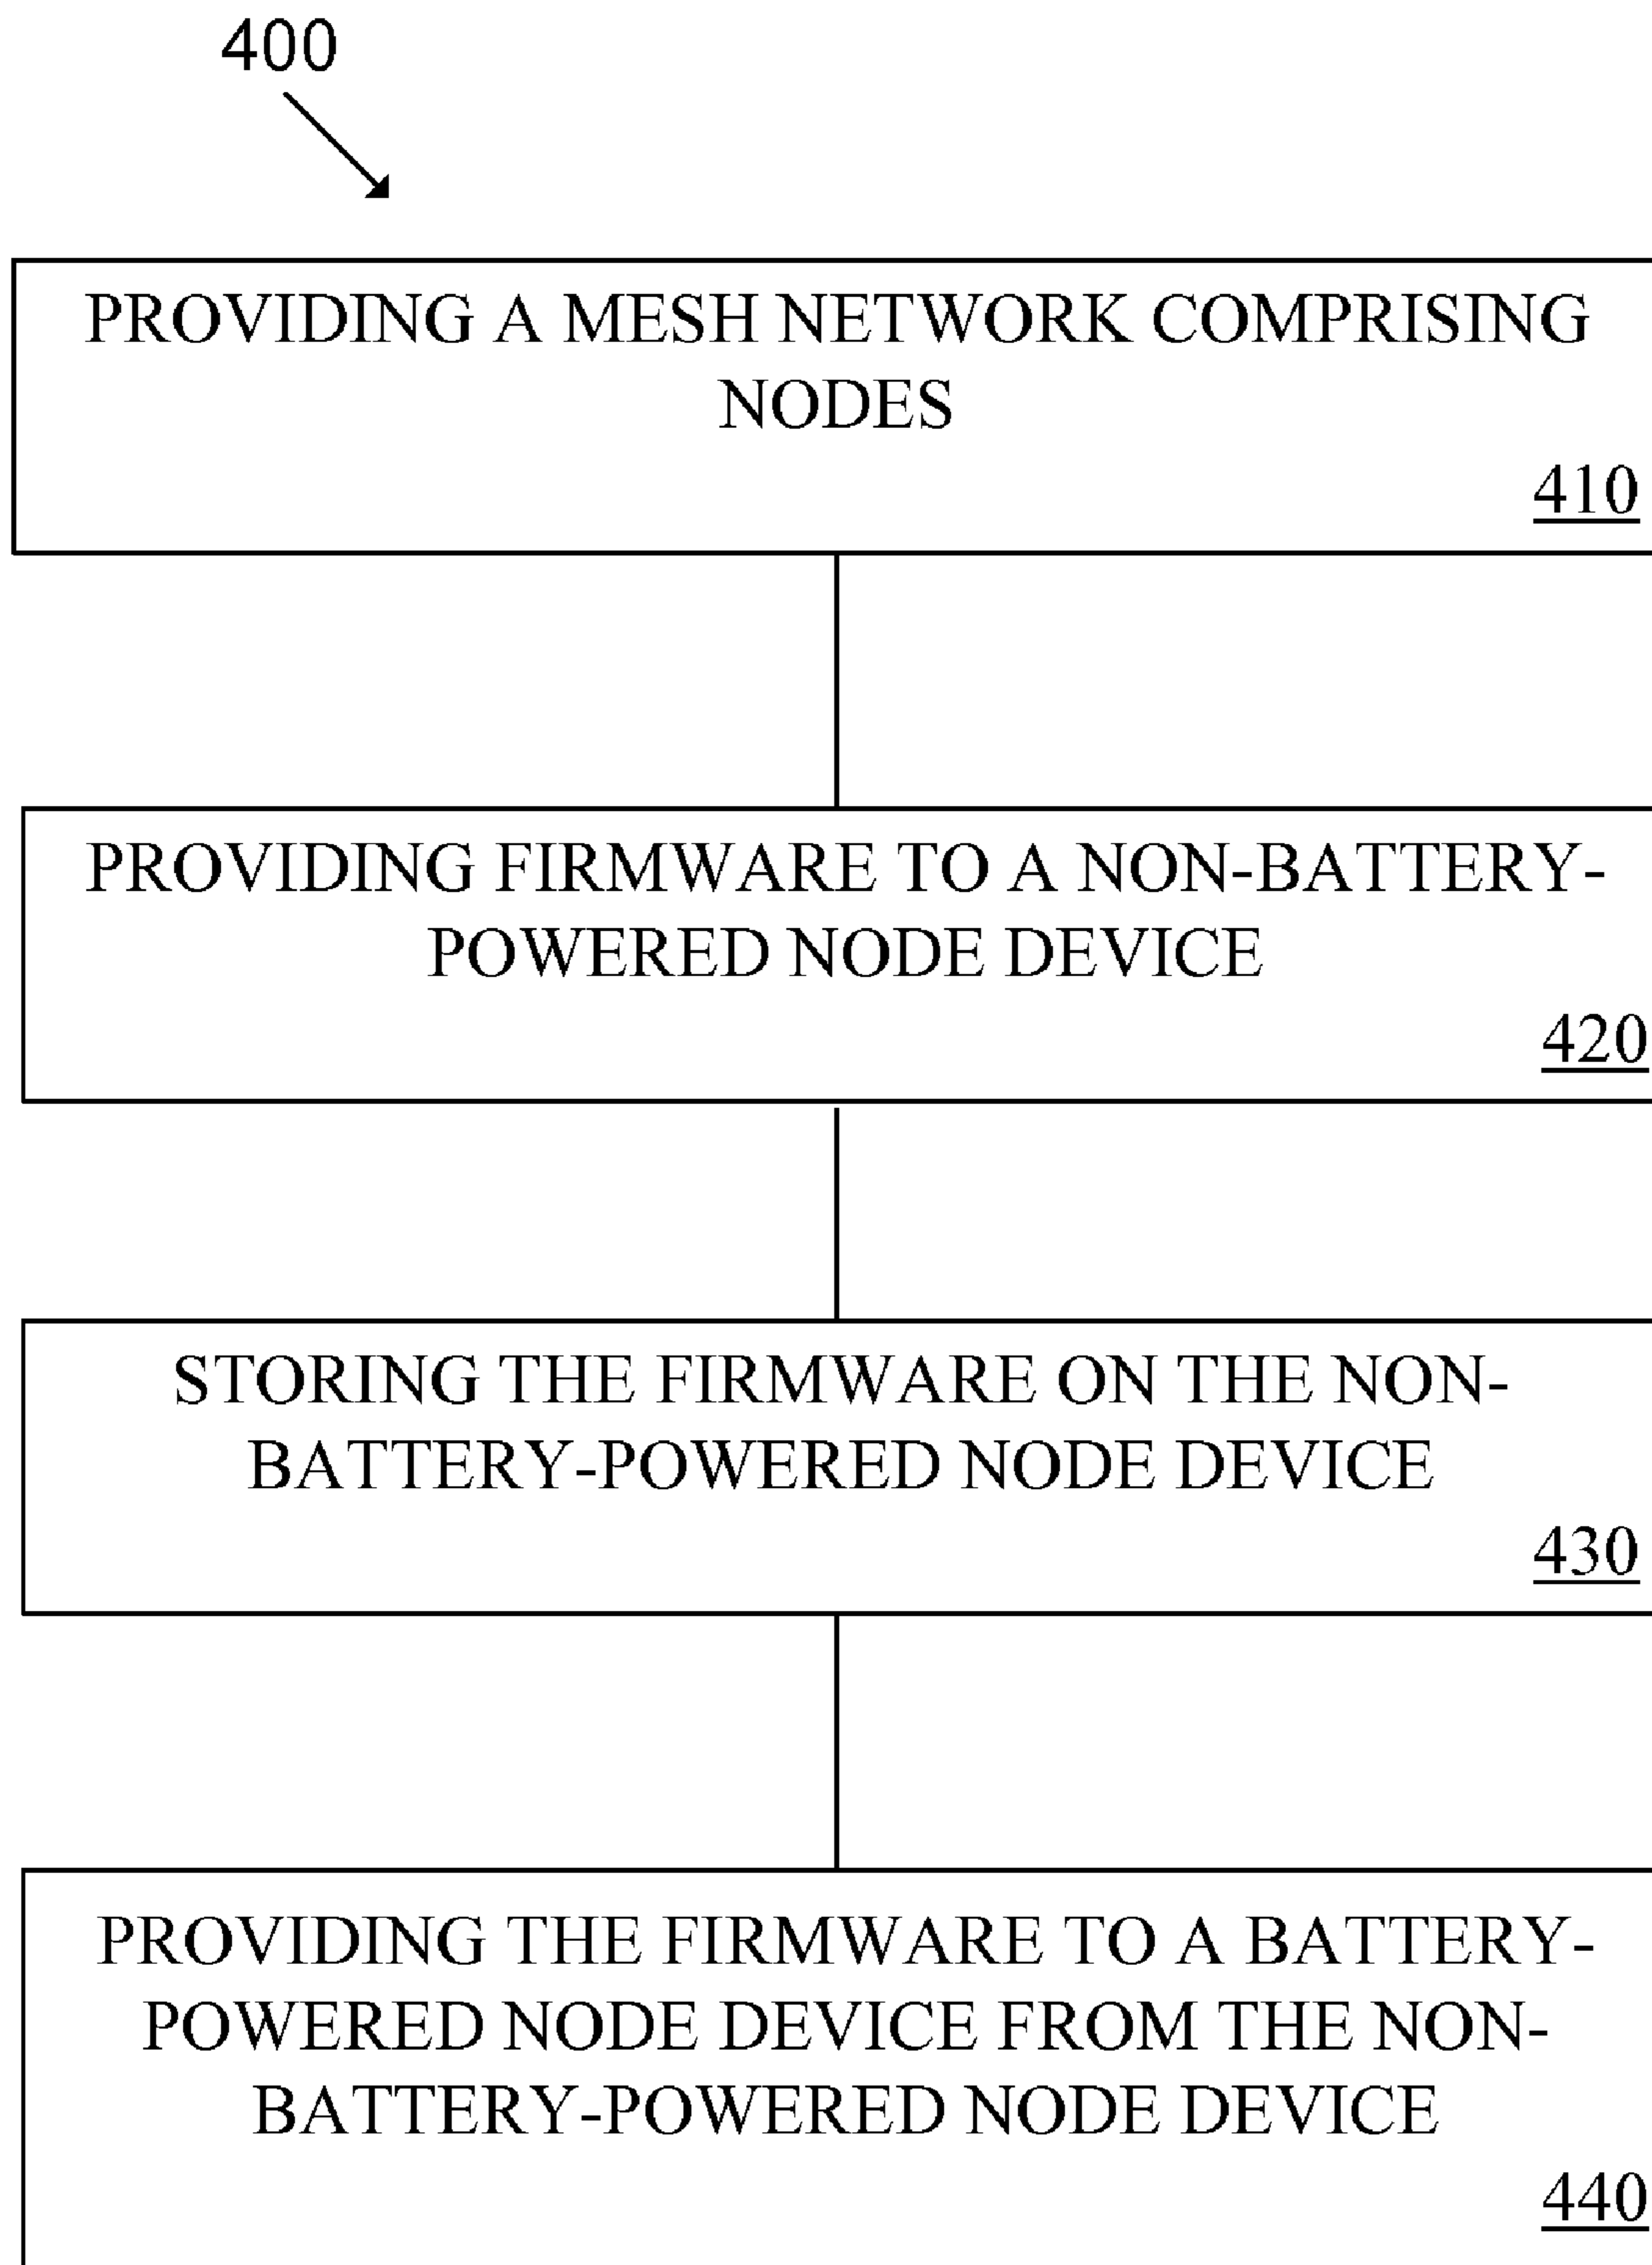 400
PROVIDING A MESH NETWORK COMPRISING
NODES
410
PROVIDING FIRMWARE TO A NON-BATTERY-
POWERED NODE DEVICE
420
STORING THE FIRMWARE ON THE NON-
BATTERY-POWERED NODE DEVICE
430
PROVIDING THE FIRMWARE TO A BATTERY-
POWERED NODE DEVICE FROM THE NON-
BATTERY-POWERED NODE DEVICE
440